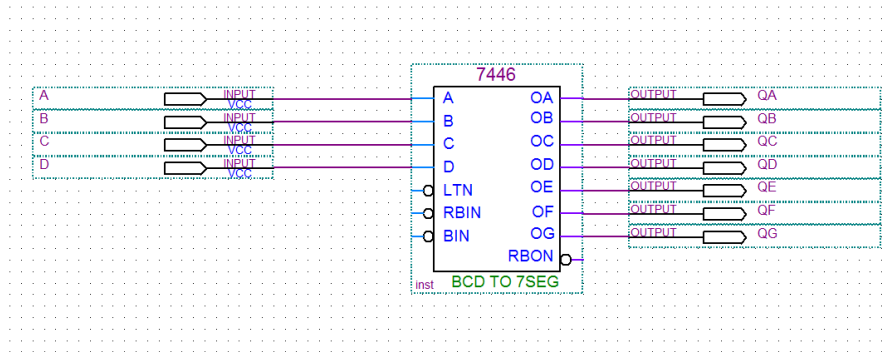 7446
A INPUT VCC A OA OUTPUT QA
B INPUT VCC B OB OUTPUT QB
C INPUT VCC C OC OUTPUT QC
D INPUT VCC D OD OUTPUT QD
LTN OE OUTPUT QE
RBIN OF OUTPUT QF
BIN OG OUTPUT QG
RBON
inst BCD TO 7SEG